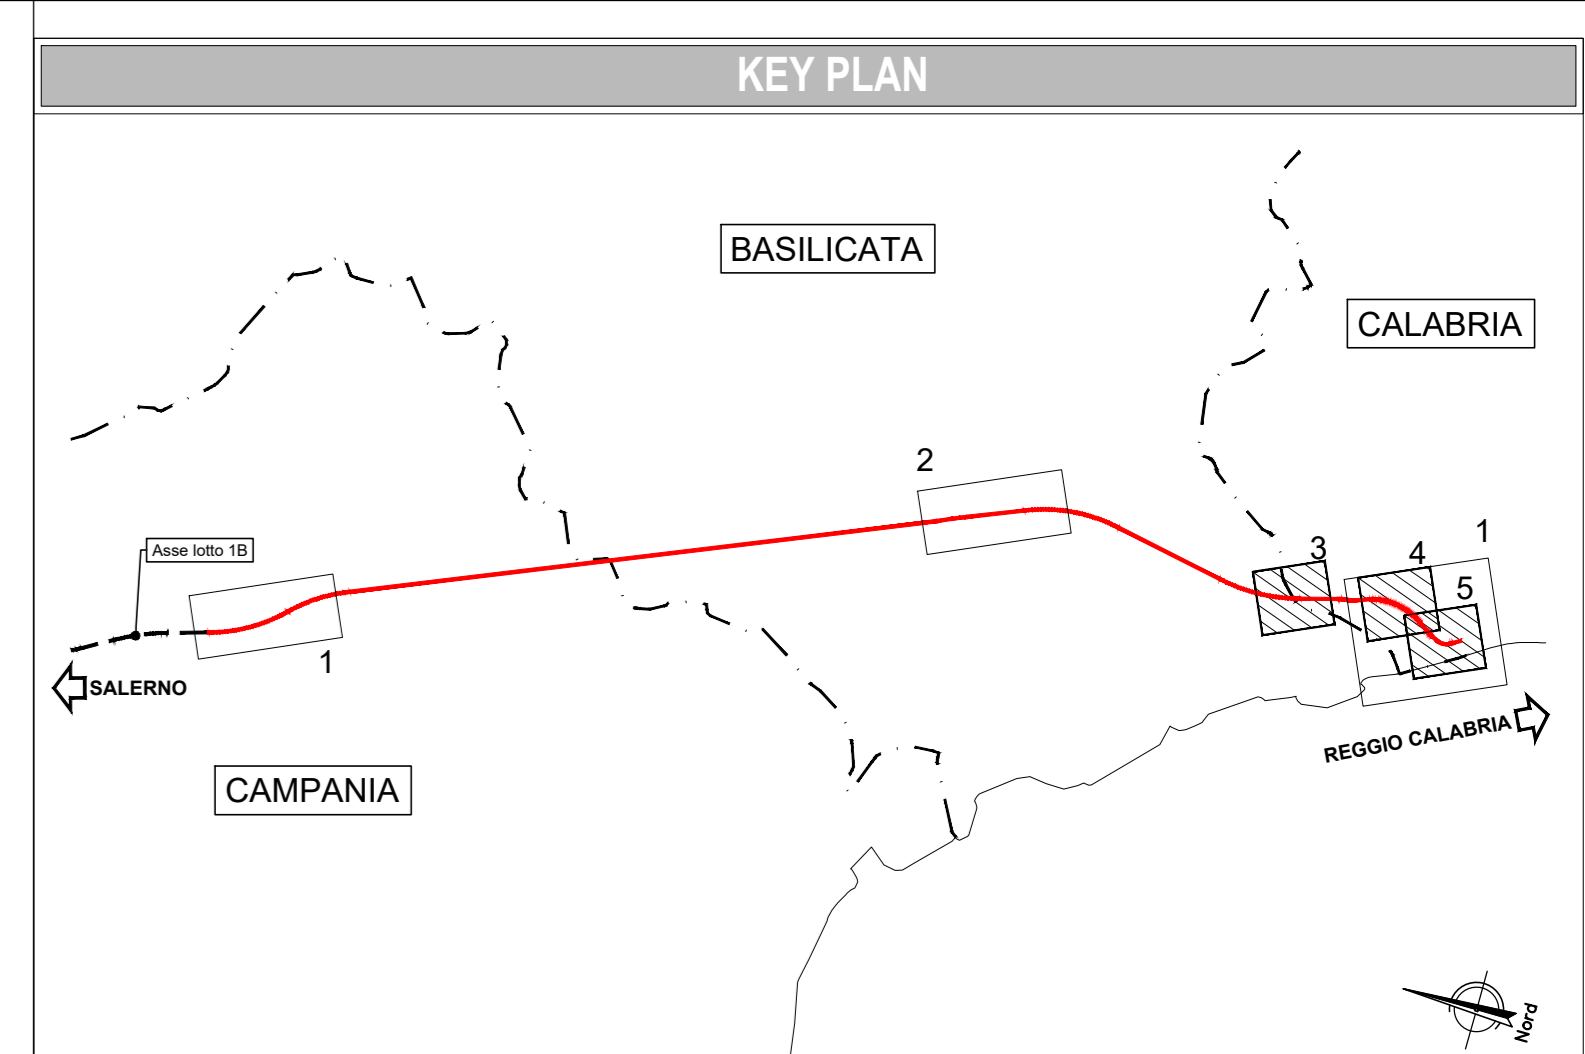 KEY PLAN
BASILICATA
CALABRIA
2
1
3
4
5
Asse lotto 1B
1
SALERNO
REGGIO CALABRIA
CAMPANIA
Nord